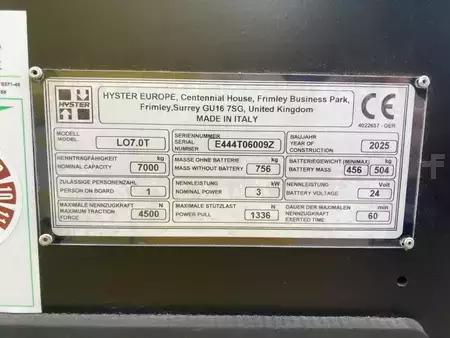 HYSTER
HYSTER EUROPE, Centennial House, Frimley Business Park,
Frimley, Surrey GU16 7SG, United Kingdom
MADE IN ITALY
CE
4022657 - GER
MODELL
MODEL
LO7.0T
SERIENNUMMER
SERIAL
NUMBER
E444T06009Z
BAUJAHR
YEAR OF
CONSTRUCTION
2025
NENNTRAGFÄHIGKEIT kg
NOMINAL CAPACITY
7000
MASSE OHNE BATTERIE kg
MASS WITHOUT BATTERY
756
BATTERIEGEWICHT (MIN/MAX) kg
BATTERY MASS
456 504
ZULÄSSIGE PERSONENZAHL
PERSON ON BOARD
1
NENNLEISTUNG kW
NOMINAL POWER
3
NENNLEISTUNG Volt
BATTERY VOLTAGE
24
MAXIMALE NENNZUGKRAFT N
MAXIMUM TRACTION
FORCE
4500
MAXIMALE STÜTZLAST N
POWER PULL
1336
DAUER DER MAXIMALEN min
NENNZUGKRAFT
EXERTED TIME
60